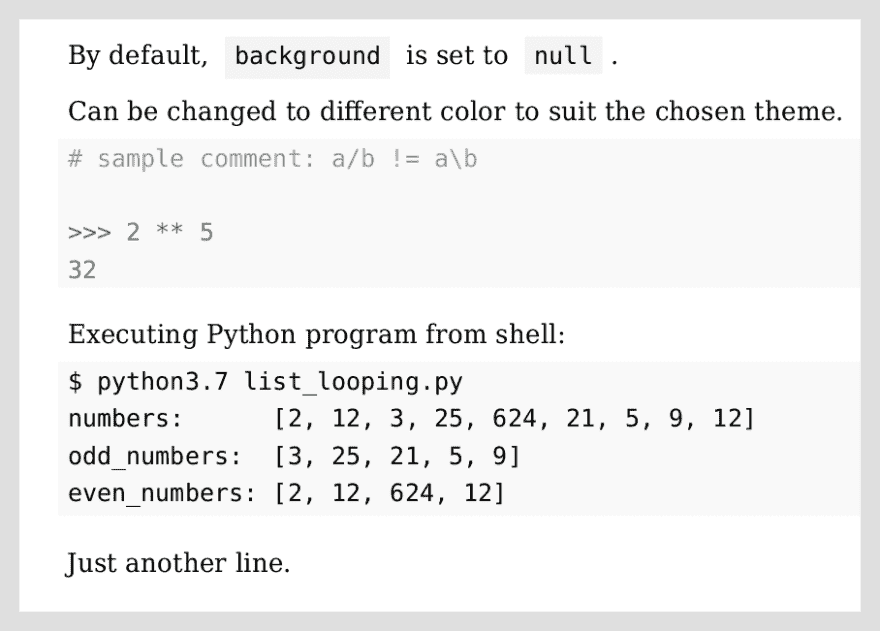 By default, background is set to null .
Can be changed to different color to suit the chosen theme.
# sample comment: a/b != a\b
>>> 2 ** 5
32
Executing Python program from shell:
$ python3.7 list_looping.py
numbers:      [2, 12, 3, 25, 624, 21, 5, 9, 12]
odd_numbers:  [3, 25, 21, 5, 9]
even_numbers: [2, 12, 624, 12]
Just another line.